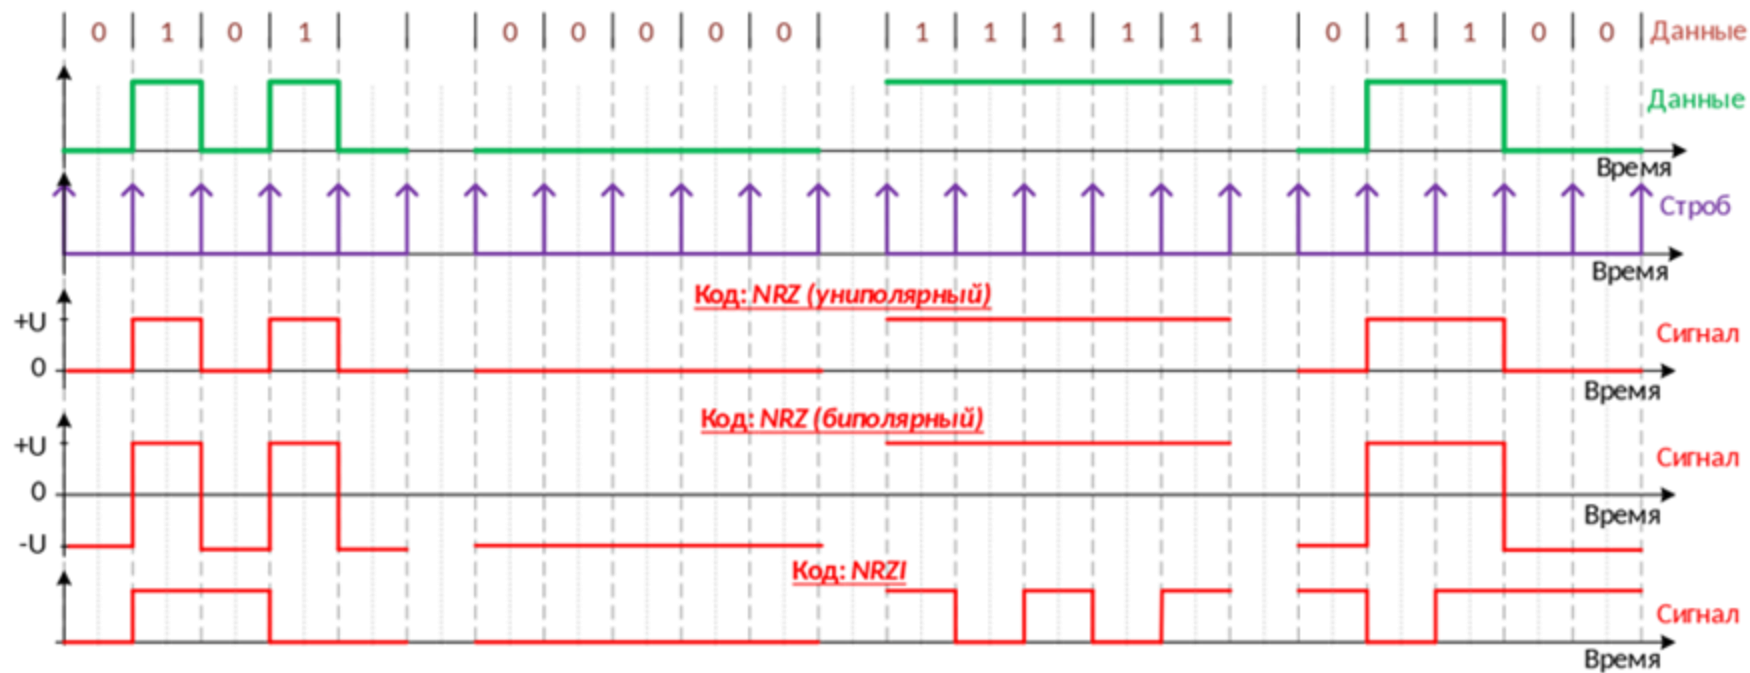 0 1 0 1 0 0 0 0 0 1 1 1 1 1 0 1 1 0 0 Данные
Данные
Время
Строб
Время
Код: NRZ (униполярный)
+U
Сигнал
0
Время
Код: NRZ (биполярный)
+U
Сигнал
0
Время
-U
Код: NRZI
Сигнал
Время